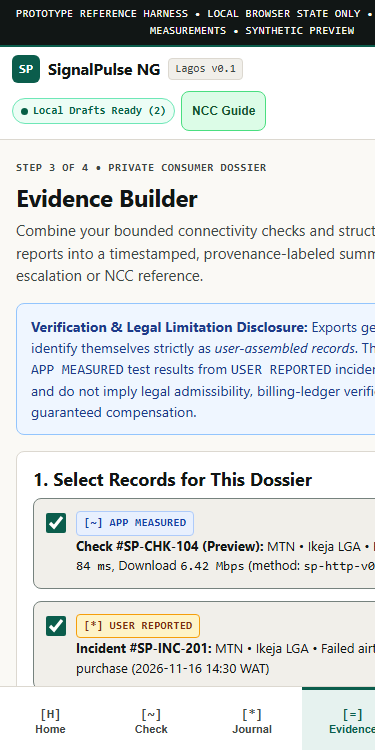 PROTOTYPE REFERENCE HARNESS • LOCAL BROWSER STATE ONLY •
MEASUREMENTS • SYNTHETIC PREVIEW
SP SignalPulse NG Lagos v0.1
Local Drafts Ready (2) NCC Guide
STEP 3 OF 4 • PRIVATE CONSUMER DOSSIER
Evidence Builder
Combine your bounded connectivity checks and struct
reports into a timestamped, provenance-labeled summ
escalation or NCC reference.
Verification & Legal Limitation Disclosure: Exports ge
identify themselves strictly as user-assembled records. Th
APP MEASURED test results from USER REPORTED inciden
and do not imply legal admissibility, billing-ledger verifi
guaranteed compensation.
1. Select Records for This Dossier
[~] APP MEASURED
Check #SP-CHK-104 (Preview): MTN • Ikeja LGA •
84 ms, Download 6.42 Mbps (method: sp-http-v0
[*] USER REPORTED
Incident #SP-INC-201: MTN • Ikeja LGA • Failed airt
purchase (2026-11-16 14:30 WAT)
[H] [~] [*] [=]
Home Check Journal Evidence